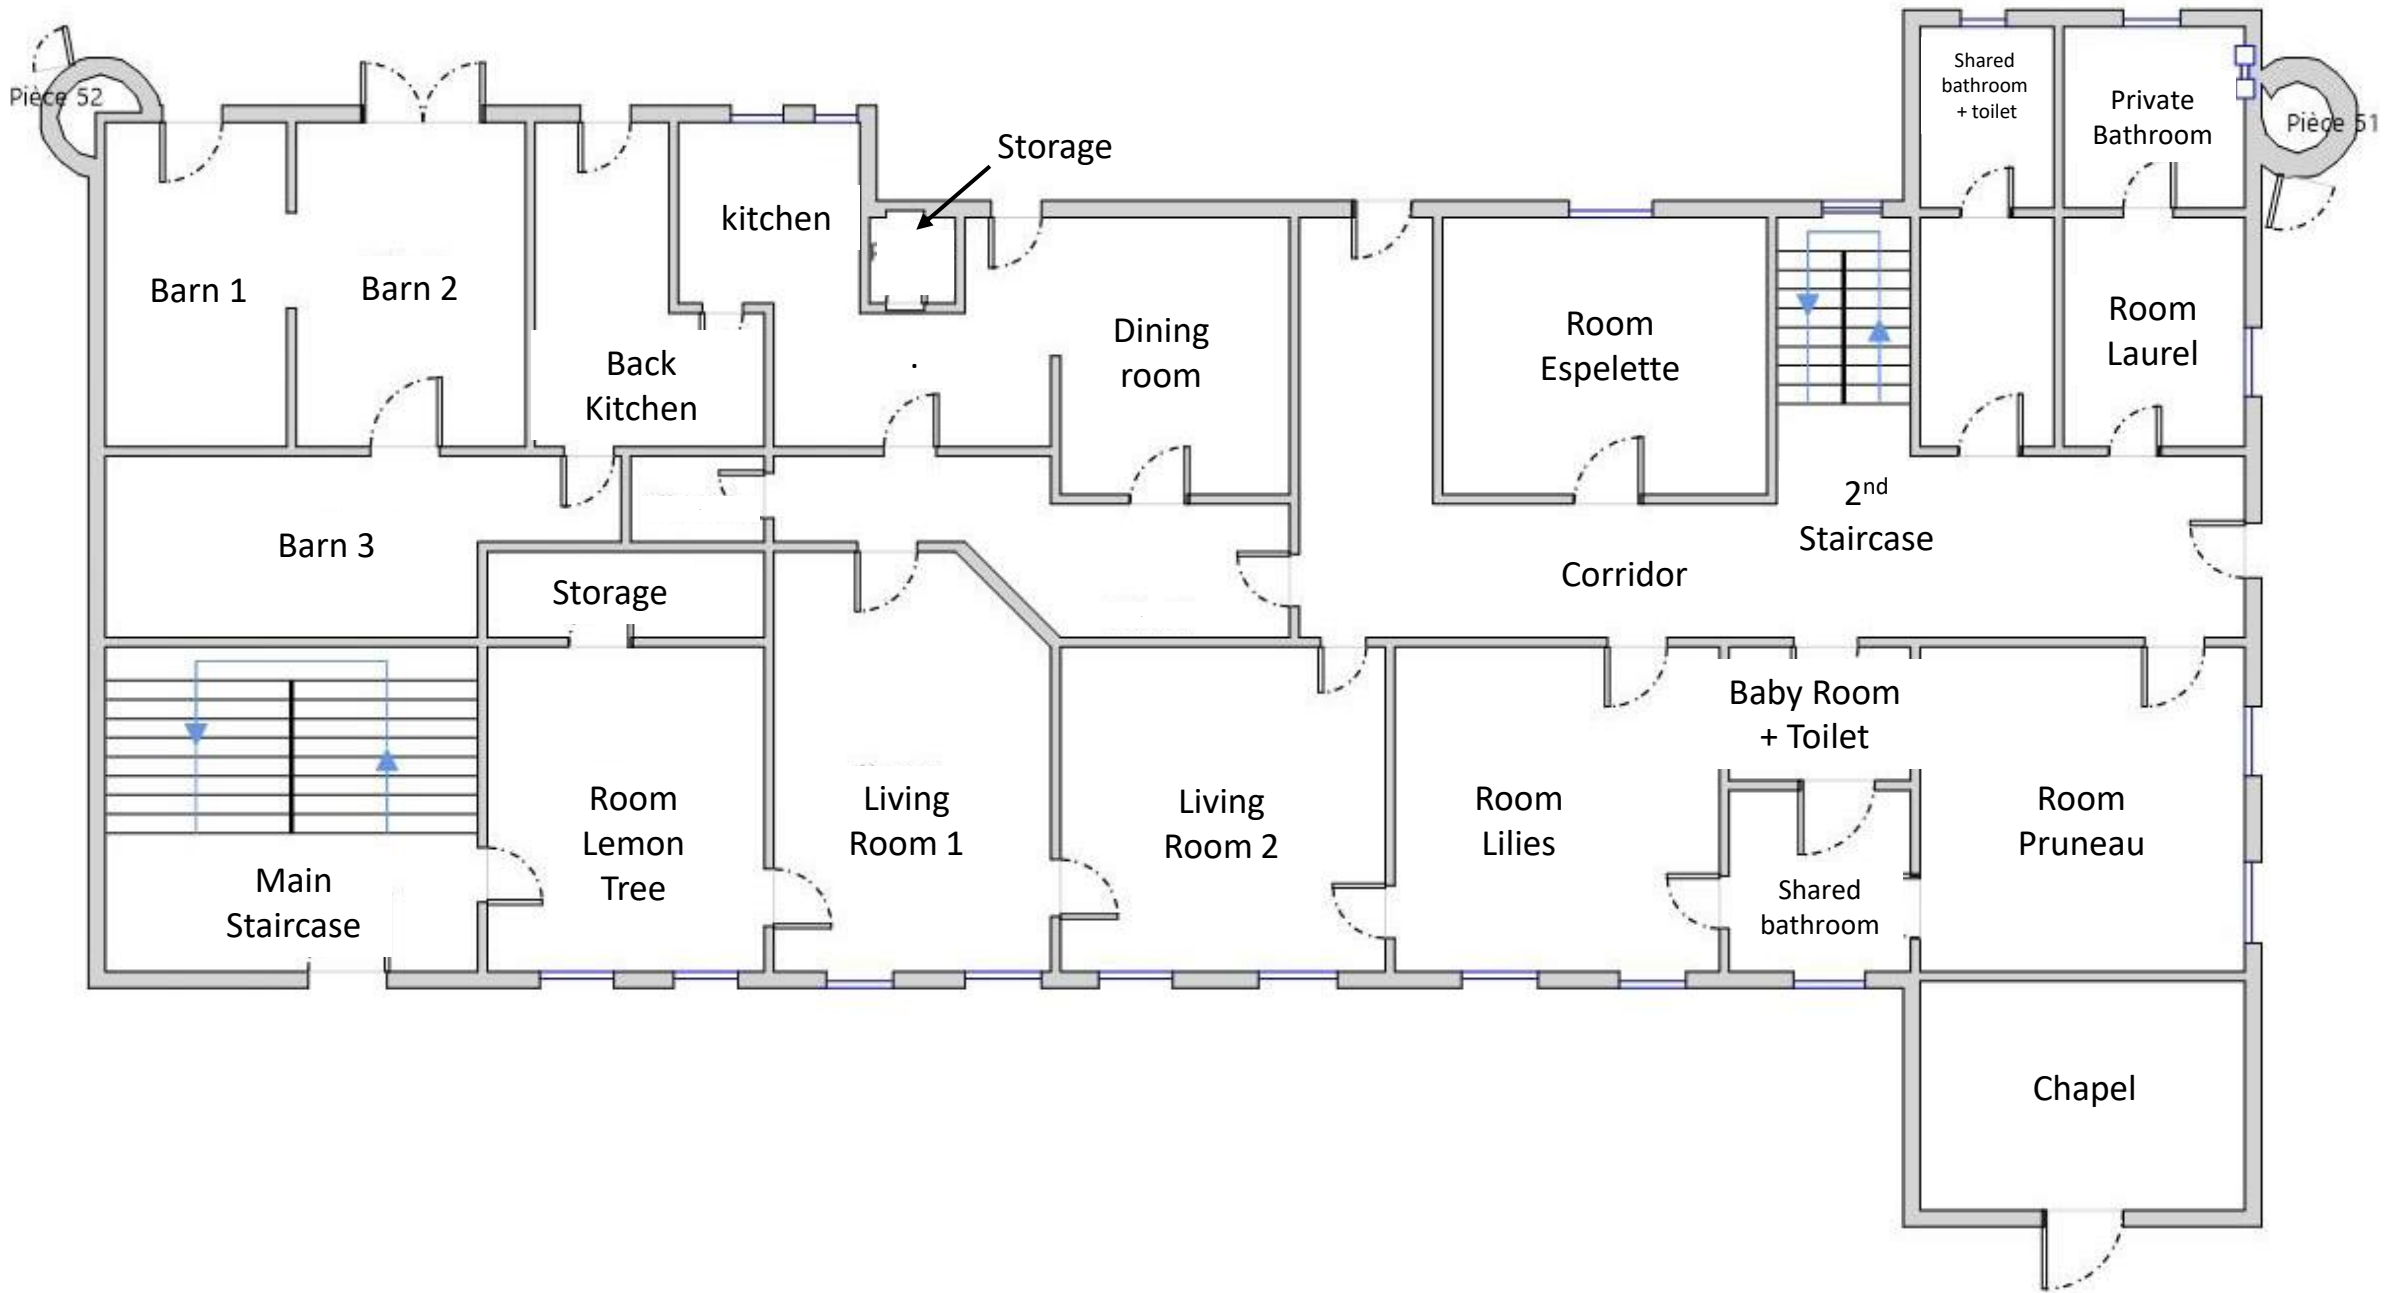 Pièce 52
Shared
bathroom
+ toilet
Private
Bathroom
Pièce 51
Storage
kitchen
Barn 1
Barn 2
Back
Kitchen
Dining
room
.
Room
Espelette
Room
Laurel
2nd
Staircase
Corridor
Barn 3
Storage
Main
Staircase
Room
Lemon
Tree
Living
Room 1
Living
Room 2
Room
Lilies
Baby Room
+ Toilet
Shared
bathroom
Room
Pruneau
Chapel